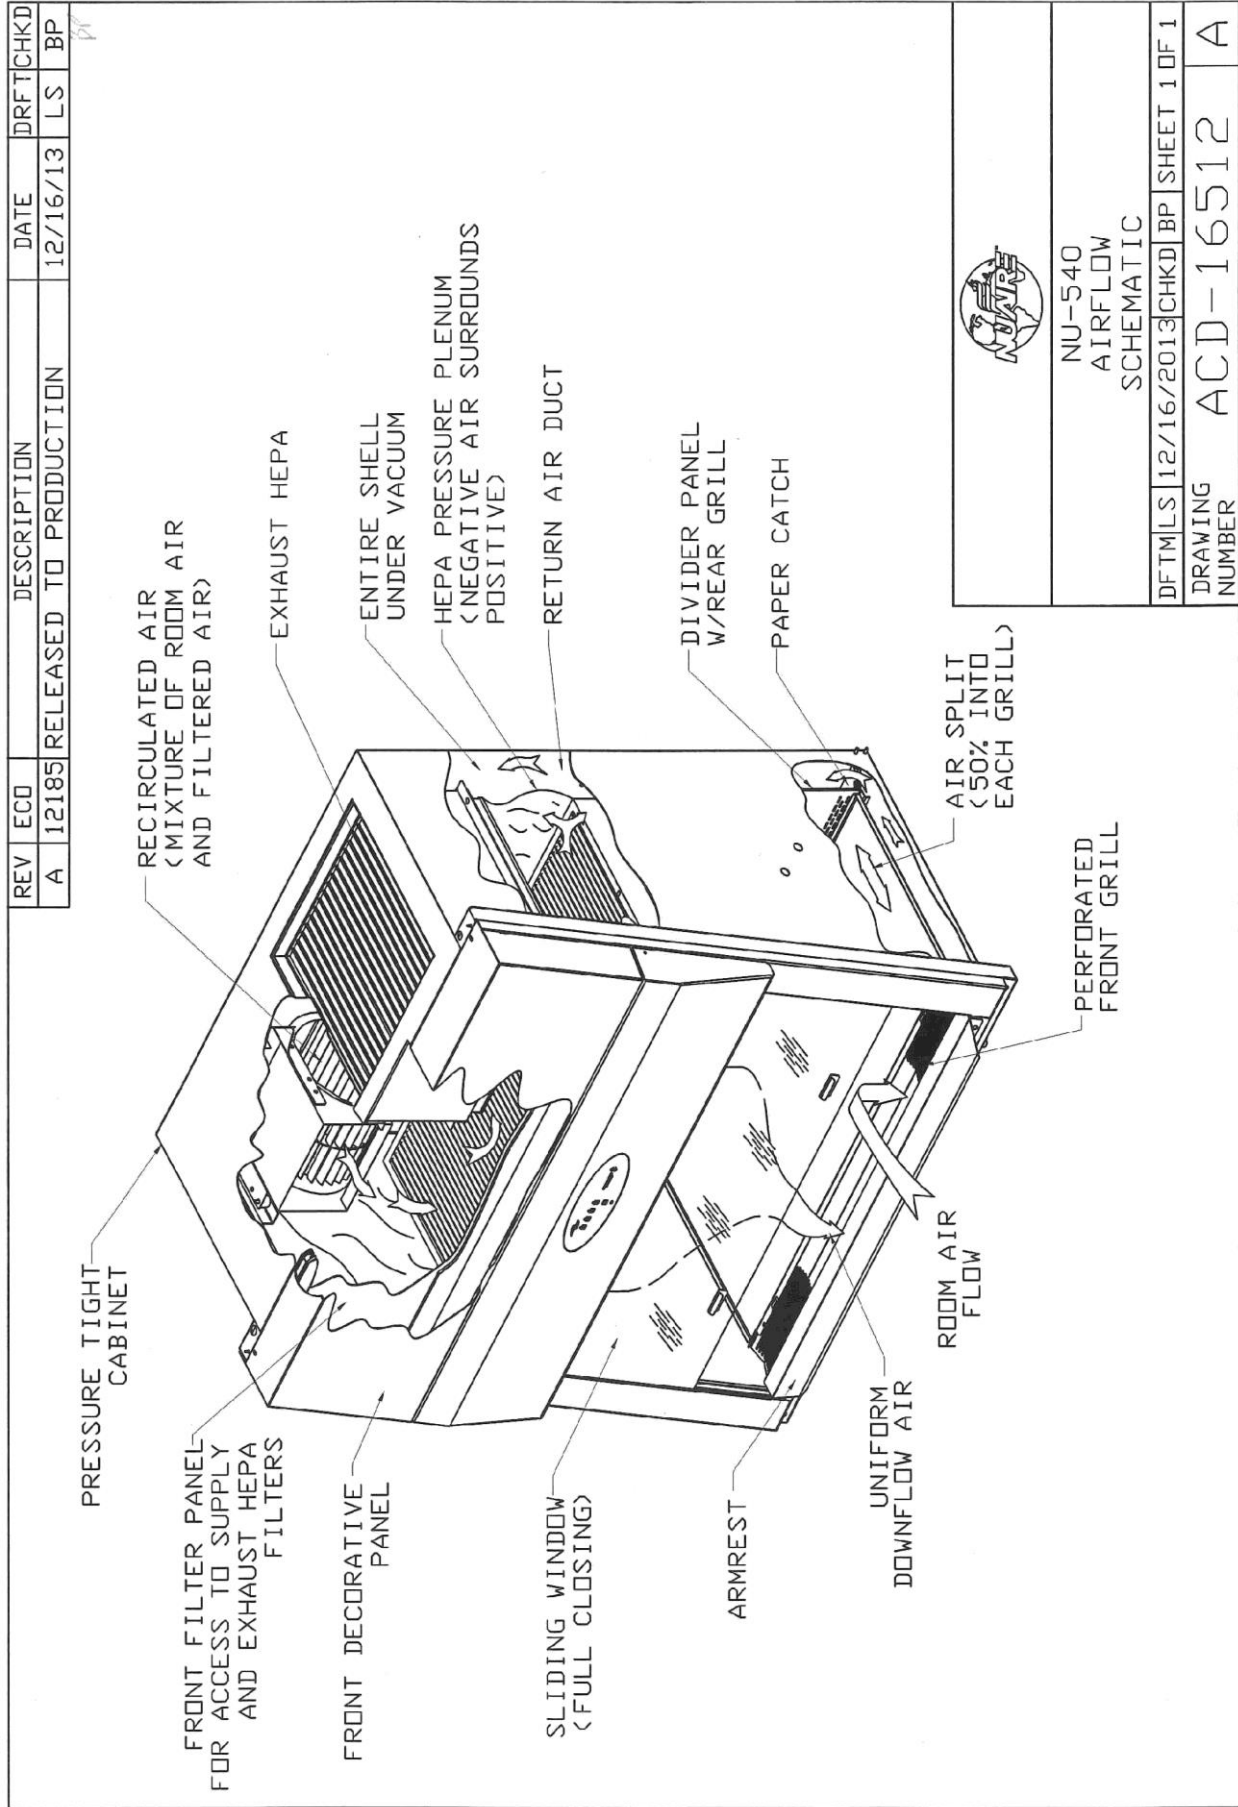 REV ECO DESCRIPTION DATE DRFT CHKD
A 12185 RELEASED TO PRODUCTION 12/16/13 LS BP
PRESSURE TIGHT
CABINET
RECIRCULATED AIR
(MIXTURE OF ROOM AIR
AND FILTERED AIR)
EXHAUST HEPA
FRONT FILTER PANEL
FOR ACCESS TO SUPPLY
AND EXHAUST HEPA
FILTERS
ENTIRE SHELL
UNDER VACUUM
HEPA PRESSURE PLENUM
(NEGATIVE AIR SURROUNDS
POSITIVE)
FRONT DECORATIVE
PANEL
RETURN AIR DUCT
SLIDING WINDOW
(FULL CLOSING)
DIVIDER PANEL
W/REAR GRILL
PAPER CATCH
ARMREST
AIR SPLIT
(50% INTO
EACH GRILL)
UNIFORM
DOWNFLOW AIR
ROOM AIR
FLOW
PERFORATED
FRONT GRILL
NUAIRE
NU-540
AIRFLOW
SCHEMATIC
DFTM LS 12/16/2013 CHKD BP SHEET 1 OF 1
DRAWING
NUMBER
ACD-16512 A